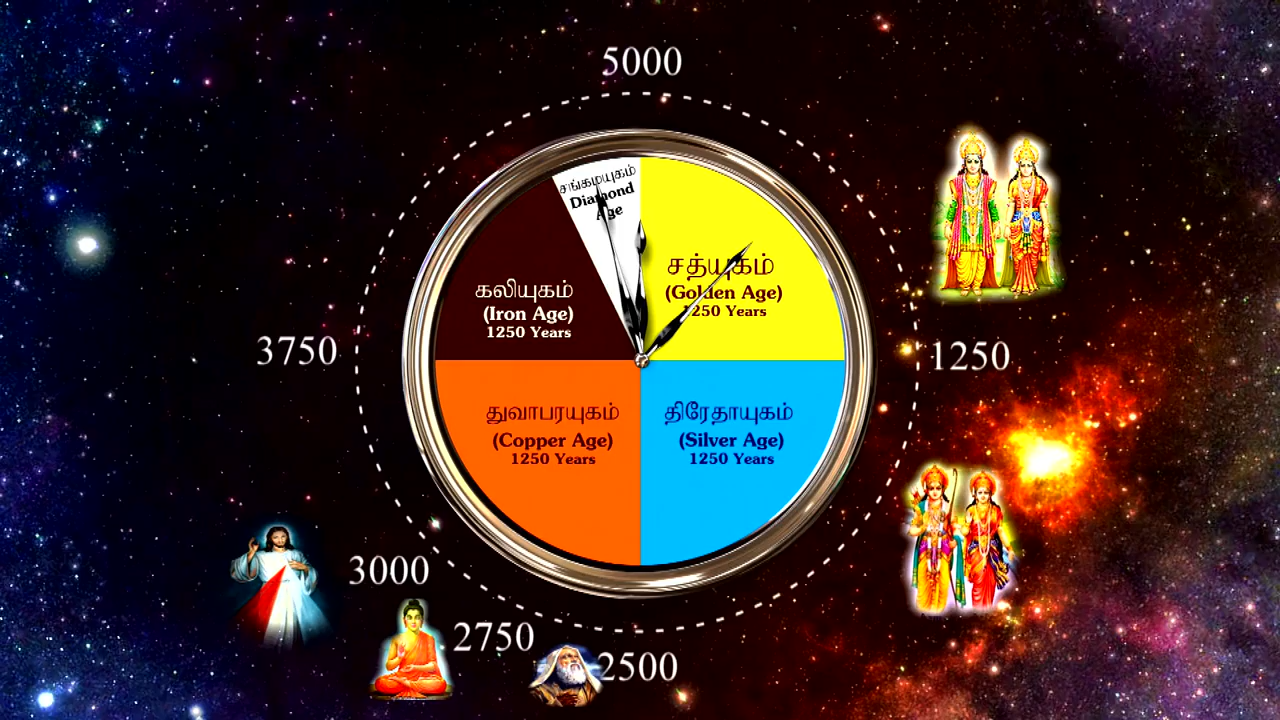 5000
சங்கமயுகம்
Diamond
Age
சத்யுகம்
(Golden Age)
1250 Years
கலியுகம்
(Iron Age)
1250 Years
3750
1250
துவாபரயுகம்
(Copper Age)
1250 Years
திரேதாயுகம்
(Silver Age)
1250 Years
3000
2750
2500